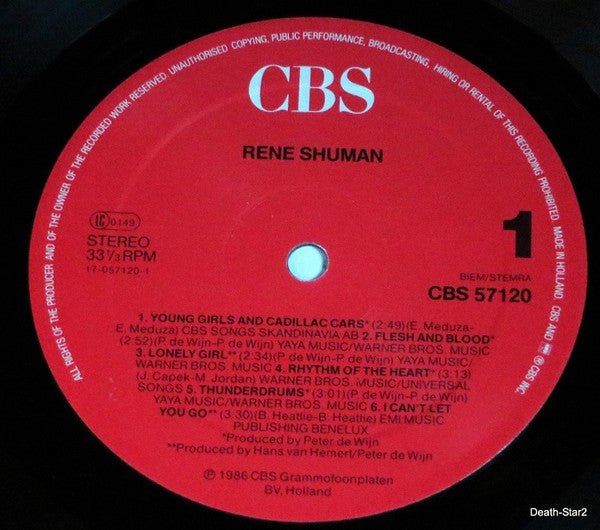 ALL RIGHTS OF THE PRODUCER AND OF THE OWNER OF THE RECORDED WORK RESERVED. UNAUTHORISED COPYING, PUBLIC PERFORMANCE, BROADCASTING, HIRING OR RENTAL OF THIS RECORDING PROHIBITED. MADE IN HOLLAND. CBS AND ® CBS INC.
CBS
RENE SHUMAN
LC 0149
STEREO
33⅓ RPM
17-057120-1
1
BIEM/STEMRA
CBS 57120
1. YOUNG GIRLS AND CADILLAC CARS* (2:49)(E. Meduza-
E. Meduza) CBS SONGS SKANDINAVIA AB 2. FLESH AND BLOOD*
(2:52)(P de Wijn-P. de Wijn) YAYA MUSIC/WARNER BROS. MUSIC
3. LONELY GIRL** (2:34)(P. de Wijn-P. de Wijn) YAYA MUSIC/
WARNER BROS. MUSIC 4. RHYTHM OF THE HEART* (3:13)
(J. Capek-M. Jordan) WARNER BROS. MUSIC/UNIVERSAL
SONGS 5. THUNDERDRUMS* (3:01)(P de Wijn-P. de Wijn)
YAYA MUSIC/WARNER BROS. MUSIC 6. I CAN'T LET
YOU GO** (3:30)(B. Heatlie-B. Heatlie) EMI MUSIC
PUBLISHING BENELUX
*Produced by Peter de Wijn
**Produced by Hans van Hemert/Peter de Wijn
℗ 1986 CBS Grammofoonplaten
BV, Holland
Death-Star2